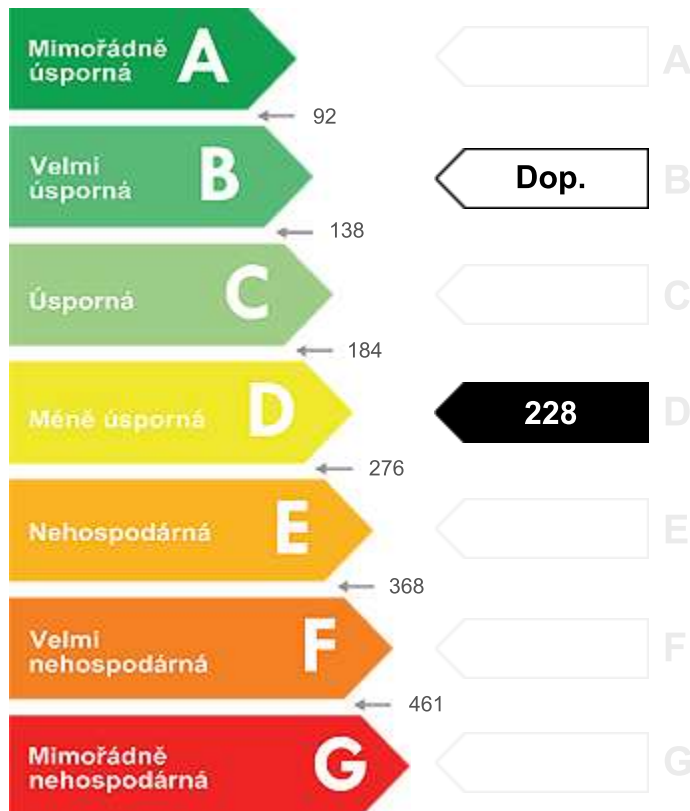 Mimořádně
úsporná
A
A
92
Velmi
úsporná
B
Dop.
B
138
Úsporná
C
C
184
Méně úsporná
D
228
D
276
Nehospodárná
E
E
368
Velmi
nehospodárná
F
F
461
Mimořádně
nehospodárná
G
G